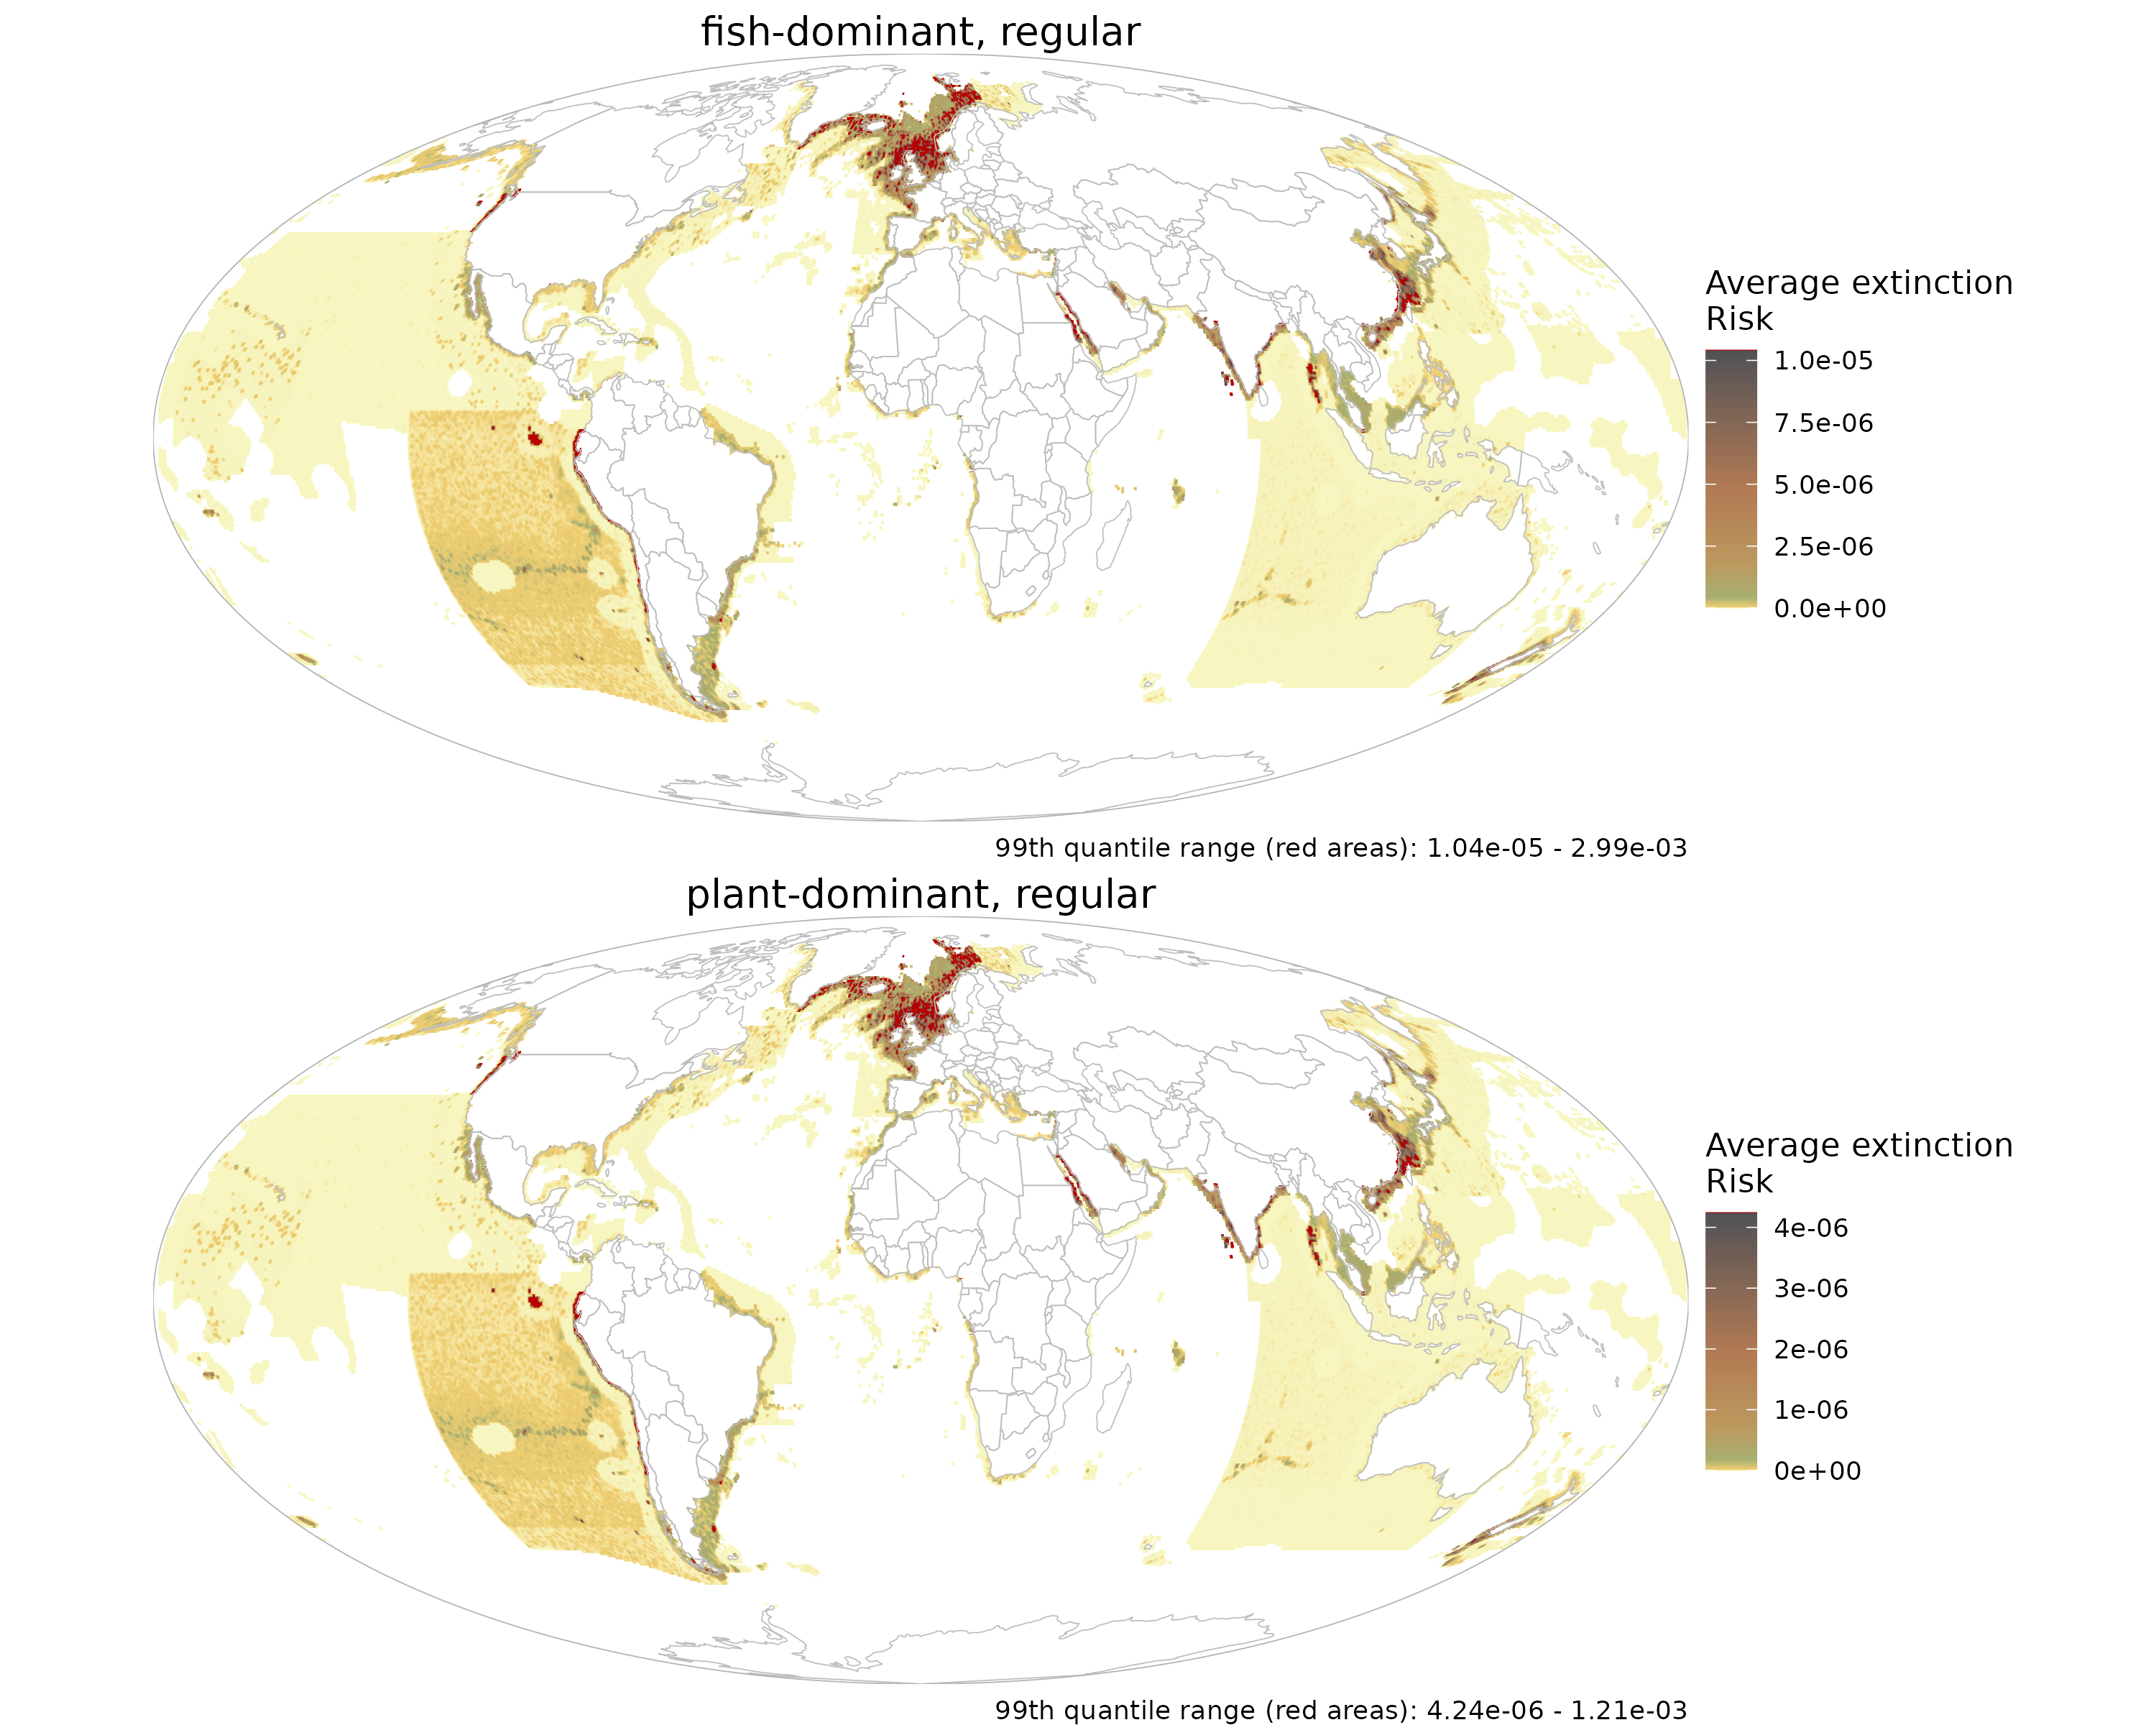 fish-dominant, regular
Average extinction
Risk
1.0e-05
7.5e-06
5.0e-06
2.5e-06
0.0e+00
99th quantile range (red areas): 1.04e-05 - 2.99e-03
plant-dominant, regular
Average extinction
Risk
4e-06
3e-06
2e-06
1e-06
0e+00
99th quantile range (red areas): 4.24e-06 - 1.21e-03